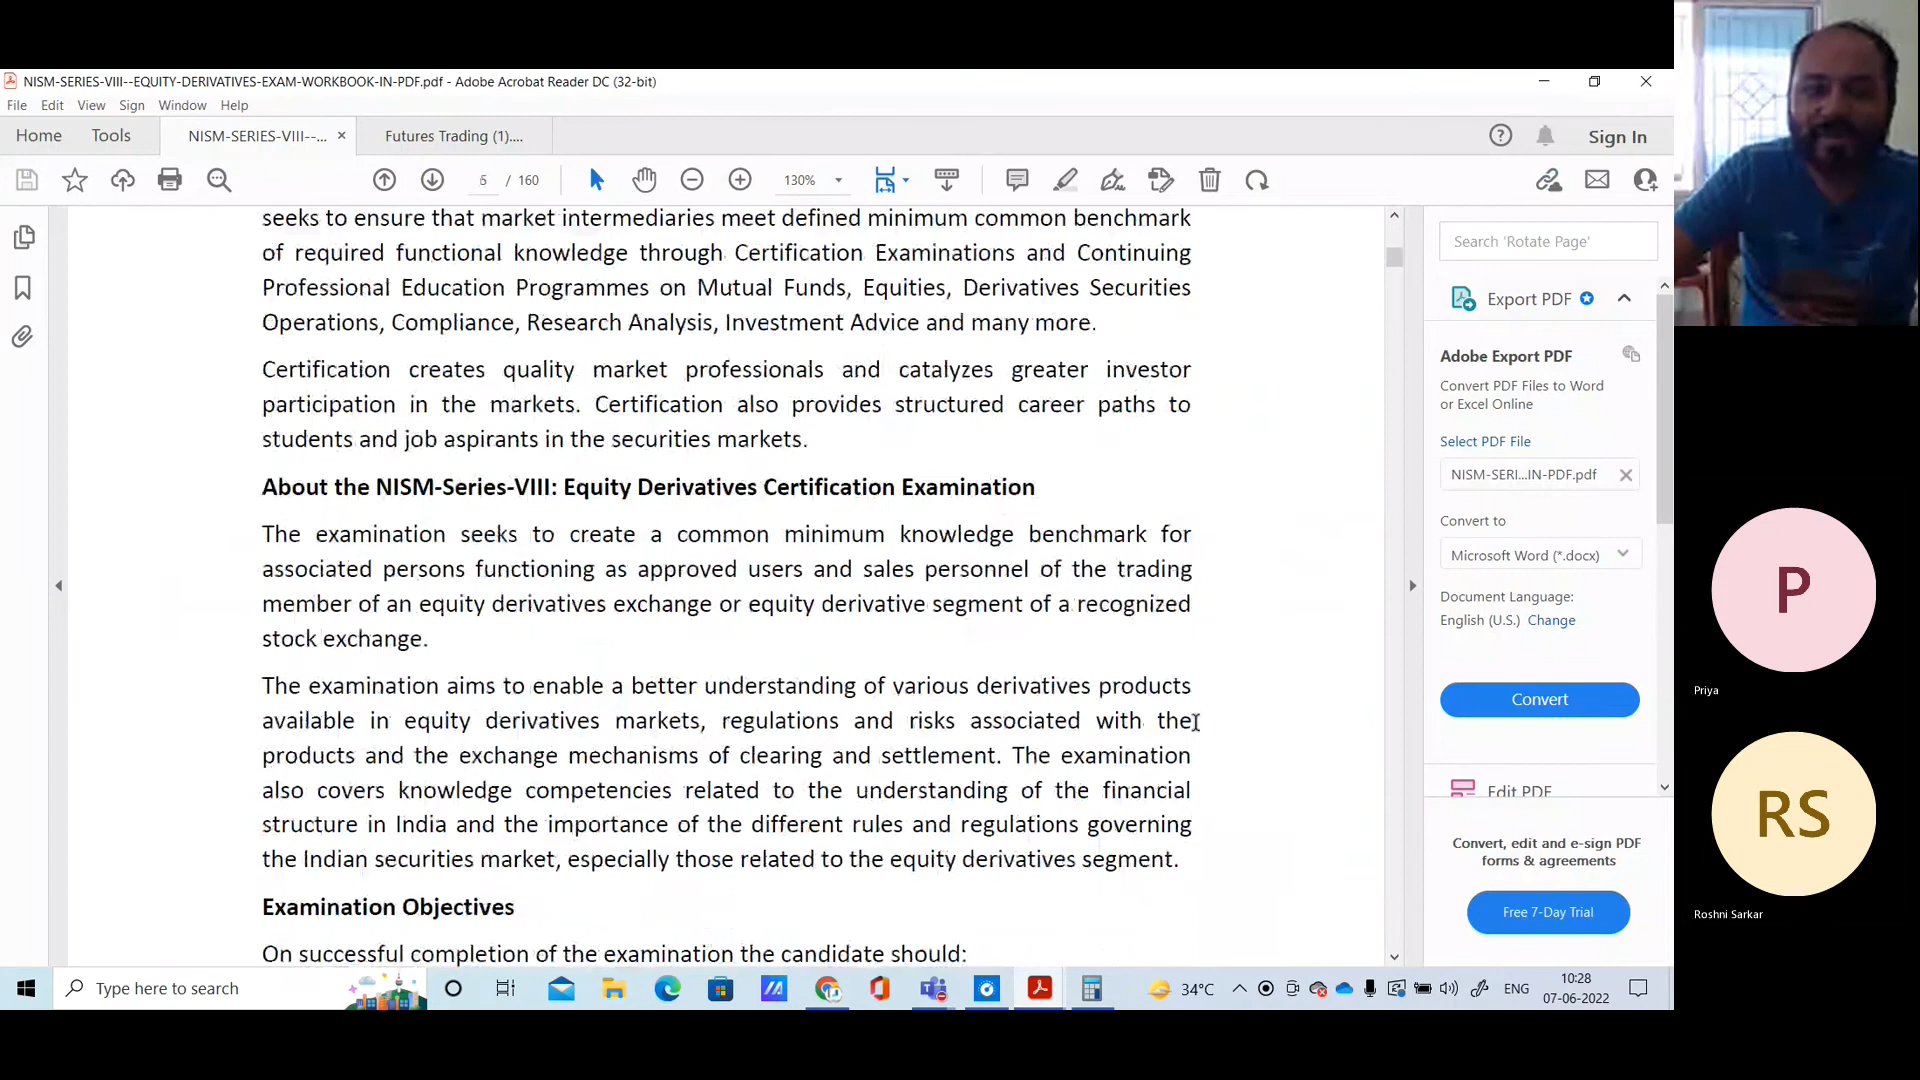 NISM-SERIES-VIII--EQUITY-DERIVATIVES-EXAM-WORKBOOK-IN-PDF.pdf - Adobe Acrobat Reader DC (32-bit)
File Edit View Sign Window Help
Home Tools NISM-SERIES-VIII--... Futures Trading (1).... Sign In
5 / 160 130%
seeks to ensure that market intermediaries meet defined minimum common benchmark
of required functional knowledge through Certification Examinations and Continuing
Professional Education Programmes on Mutual Funds, Equities, Derivatives Securities
Operations, Compliance, Research Analysis, Investment Advice and many more.
Certification creates quality market professionals and catalyzes greater investor
participation in the markets. Certification also provides structured career paths to
students and job aspirants in the securities markets.
About the NISM-Series-VIII: Equity Derivatives Certification Examination
The examination seeks to create a common minimum knowledge benchmark for
associated persons functioning as approved users and sales personnel of the trading
member of an equity derivatives exchange or equity derivative segment of a recognized
stock exchange.
The examination aims to enable a better understanding of various derivatives products
available in equity derivatives markets, regulations and risks associated with the
products and the exchange mechanisms of clearing and settlement. The examination
also covers knowledge competencies related to the understanding of the financial
structure in India and the importance of the different rules and regulations governing
the Indian securities market, especially those related to the equity derivatives segment.
Examination Objectives
On successful completion of the examination the candidate should:
Search 'Rotate Page'
Export PDF
Adobe Export PDF
Convert PDF Files to Word
or Excel Online
Select PDF File
NISM-SERI...IN-PDF.pdf
Convert to
Microsoft Word (*.docx)
Document Language:
English (U.S.) Change
Convert
Edit PDF
Convert, edit and e-sign PDF
forms & agreements
Free 7-Day Trial
P
Priya
RS
Roshni Sarkar
Type here to search
34°C
ENG
10:28
07-06-2022